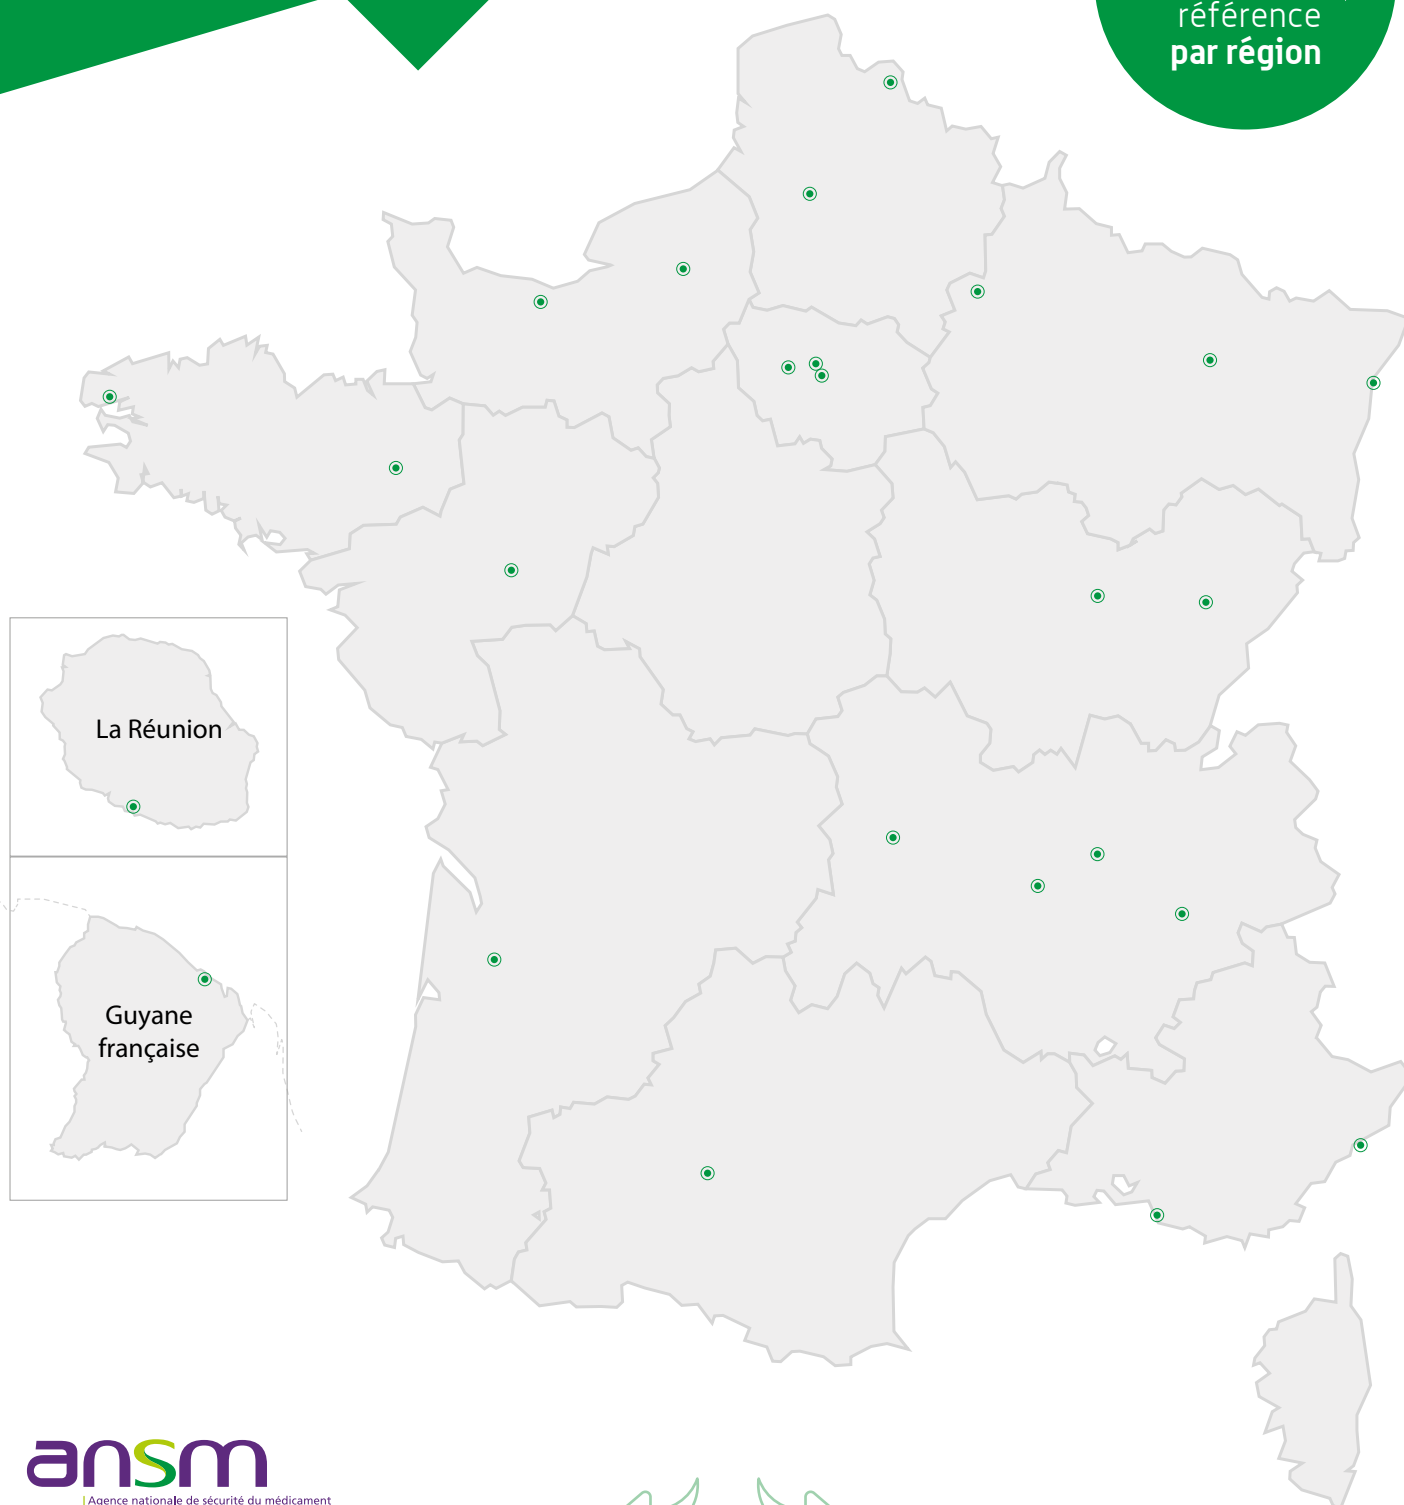 référence
par région
La Réunion
Guyane
française
ansm
Agence nationale de sécurité du médicament